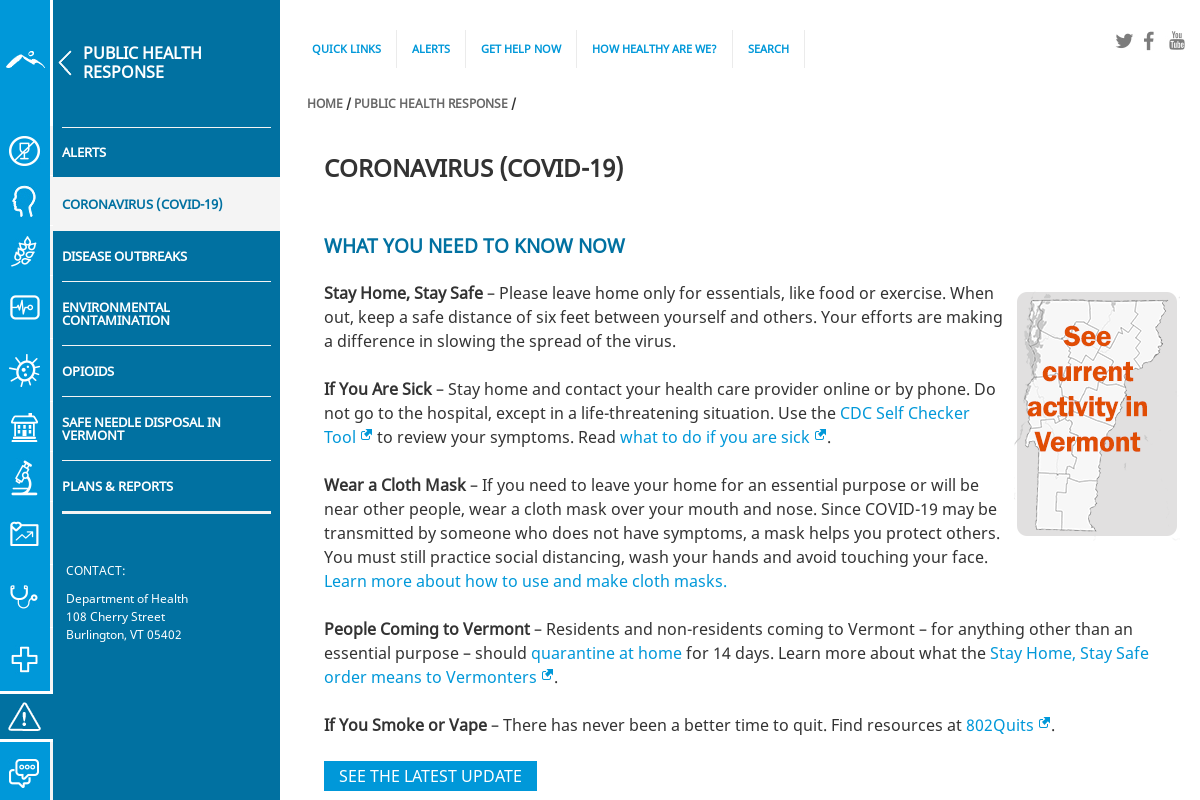 PUBLIC HEALTH
RESPONSE
ALERTS
CORONAVIRUS (COVID-19)
DISEASE OUTBREAKS
ENVIRONMENTAL
CONTAMINATION
OPIOIDS
SAFE NEEDLE DISPOSAL IN
VERMONT
PLANS & REPORTS
CONTACT:
Department of Health
108 Cherry Street
Burlington, VT 05402
QUICK LINKS
ALERTS
GET HELP NOW
HOW HEALTHY ARE WE?
SEARCH
You
Tube
HOME / PUBLIC HEALTH RESPONSE /
CORONAVIRUS (COVID-19)
WHAT YOU NEED TO KNOW NOW
Stay Home, Stay Safe – Please leave home only for essentials, like food or exercise. When
out, keep a safe distance of six feet between yourself and others. Your efforts are making
a difference in slowing the spread of the virus.
If You Are Sick – Stay home and contact your health care provider online or by phone. Do
not go to the hospital, except in a life-threatening situation. Use the CDC Self Checker
Tool to review your symptoms. Read what to do if you are sick.
Wear a Cloth Mask – If you need to leave your home for an essential purpose or will be
near other people, wear a cloth mask over your mouth and nose. Since COVID-19 may be
transmitted by someone who does not have symptoms, a mask helps you protect others.
You must still practice social distancing, wash your hands and avoid touching your face.
Learn more about how to use and make cloth masks.
See
current
activity in
Vermont
People Coming to Vermont – Residents and non-residents coming to Vermont – for anything other than an
essential purpose – should quarantine at home for 14 days. Learn more about what the Stay Home, Stay Safe
order means to Vermonters.
If You Smoke or Vape – There has never been a better time to quit. Find resources at 802Quits.
SEE THE LATEST UPDATE